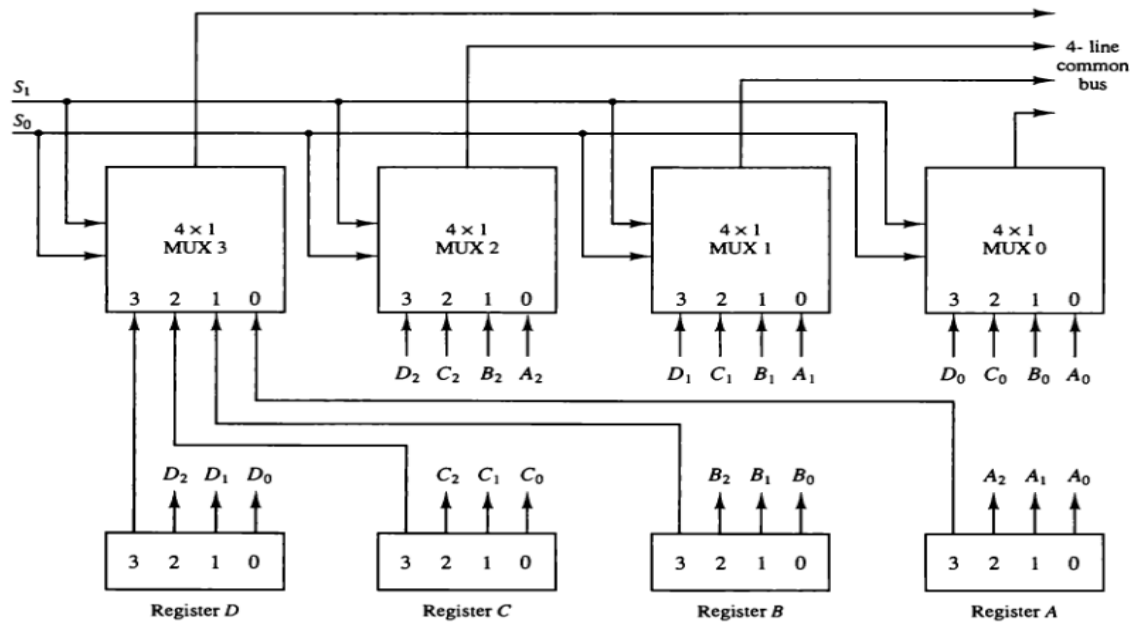 4- line
common
bus
S₁
S₀
4 × 1
MUX 3
3 2 1 0
4 × 1
MUX 2
3 2 1 0
4 × 1
MUX 1
3 2 1 0
4 × 1
MUX 0
3 2 1 0
D₂ C₂ B₂ A₂
D₁ C₁ B₁ A₁
D₀ C₀ B₀ A₀
D₂ D₁ D₀
C₂ C₁ C₀
B₂ B₁ B₀
A₂ A₁ A₀
3 2 1 0
3 2 1 0
3 2 1 0
3 2 1 0
Register D
Register C
Register B
Register A